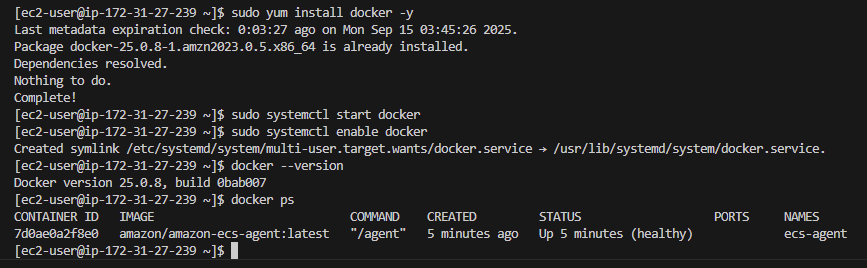 [ec2-user@ip-172-31-27-239 ~]$ sudo yum install docker -y
Last metadata expiration check: 0:03:27 ago on Mon Sep 15 03:45:26 2025.
Package docker-25.0.8-1.amzn2023.0.5.x86_64 is already installed.
Dependencies resolved.
Nothing to do.
Complete!
[ec2-user@ip-172-31-27-239 ~]$ sudo systemctl start docker
[ec2-user@ip-172-31-27-239 ~]$ sudo systemctl enable docker
Created symlink /etc/systemd/system/multi-user.target.wants/docker.service → /usr/lib/systemd/system/docker.service.
[ec2-user@ip-172-31-27-239 ~]$ docker --version
Docker version 25.0.8, build 0bab007
[ec2-user@ip-172-31-27-239 ~]$ docker ps
CONTAINER ID   IMAGE                            COMMAND    CREATED         STATUS                   PORTS     NAMES
7d0ae0a2f8e0   amazon/amazon-ecs-agent:latest   "/agent"   5 minutes ago   Up 5 minutes (healthy)             ecs-agent
[ec2-user@ip-172-31-27-239 ~]$